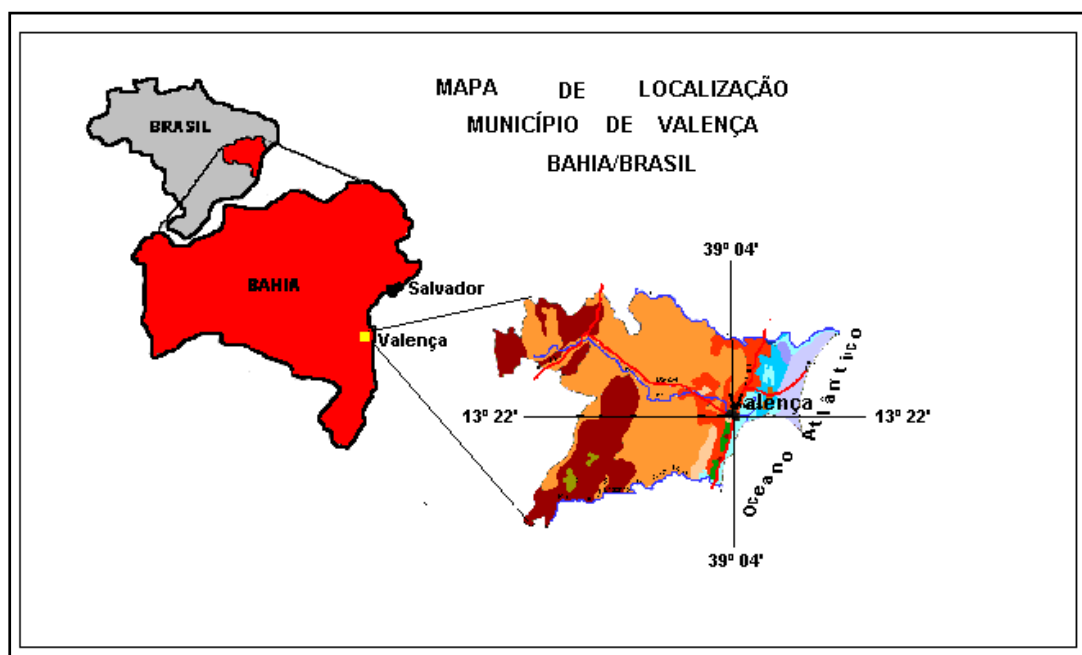 MAPA DE LOCALIZAÇÃO
MUNICÍPIO DE VALENÇA
BAHIA/BRASIL
BRASIL
BAHIA
Salvador
Valença
39º 04'
Valença
13º 22'
13º 22'
Oceano Atlântico
39º 04'